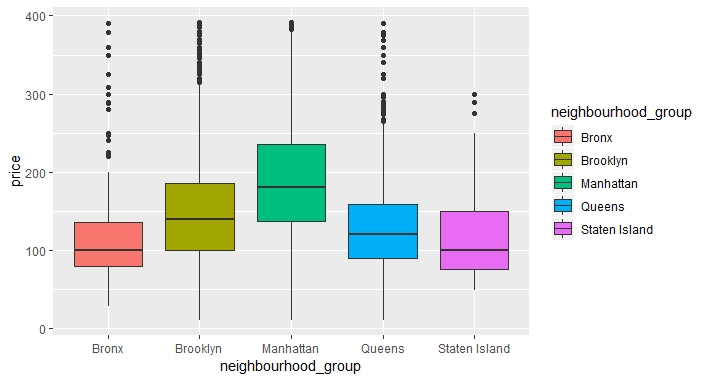 400
300
200
100
0
price
Bronx
Brooklyn
Manhattan
Queens
Staten Island
neighbourhood_group
neighbourhood_group
Bronx
Brooklyn
Manhattan
Queens
Staten Island